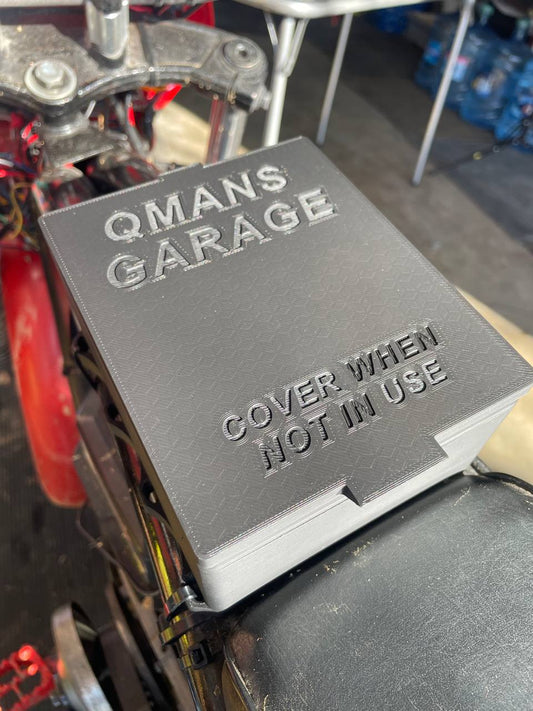 QMANS
GARAGE
COVER WHEN
NOT IN USE